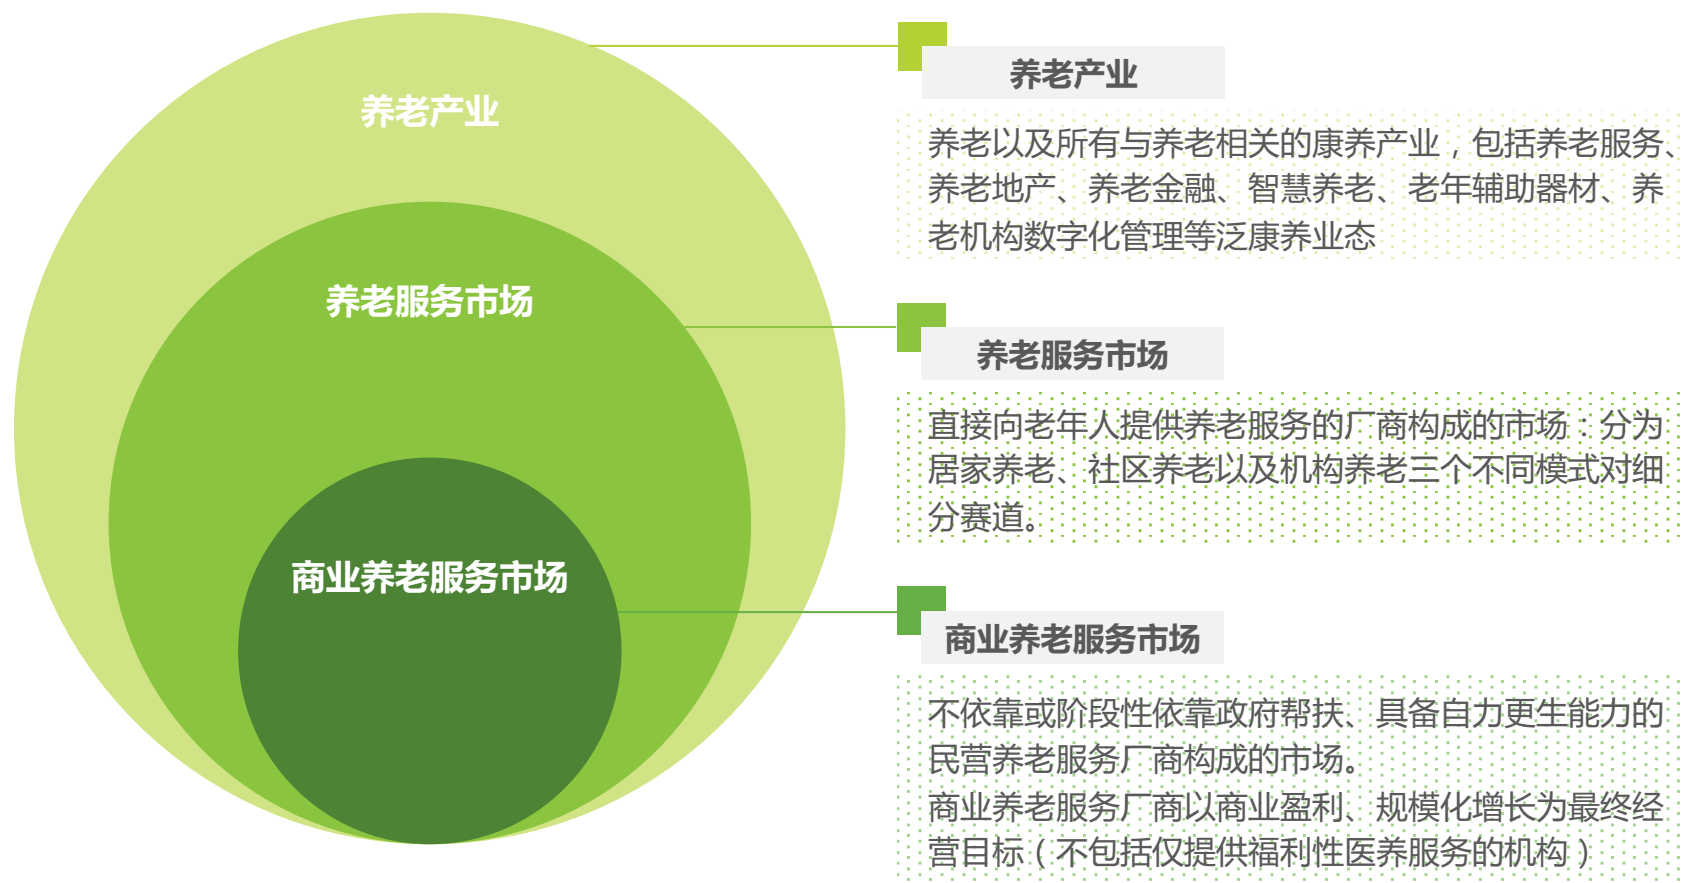 养老产业
养老服务市场
商业养老服务市场
养老产业
养老以及所有与养老相关的康养产业，包括养老服务、
养老地产、养老金融、智慧养老、老年辅助器材、养
老机构数字化管理等泛康养业态
养老服务市场
直接向老年人提供养老服务的厂商构成的市场：分为
居家养老、社区养老以及机构养老三个不同模式对细
分赛道。
商业养老服务市场
不依靠或阶段性依靠政府帮扶、具备自力更生能力的
民营养老服务厂商构成的市场。
商业养老服务厂商以商业盈利、规模化增长为最终经
营目标（不包括仅提供福利性医养服务的机构）